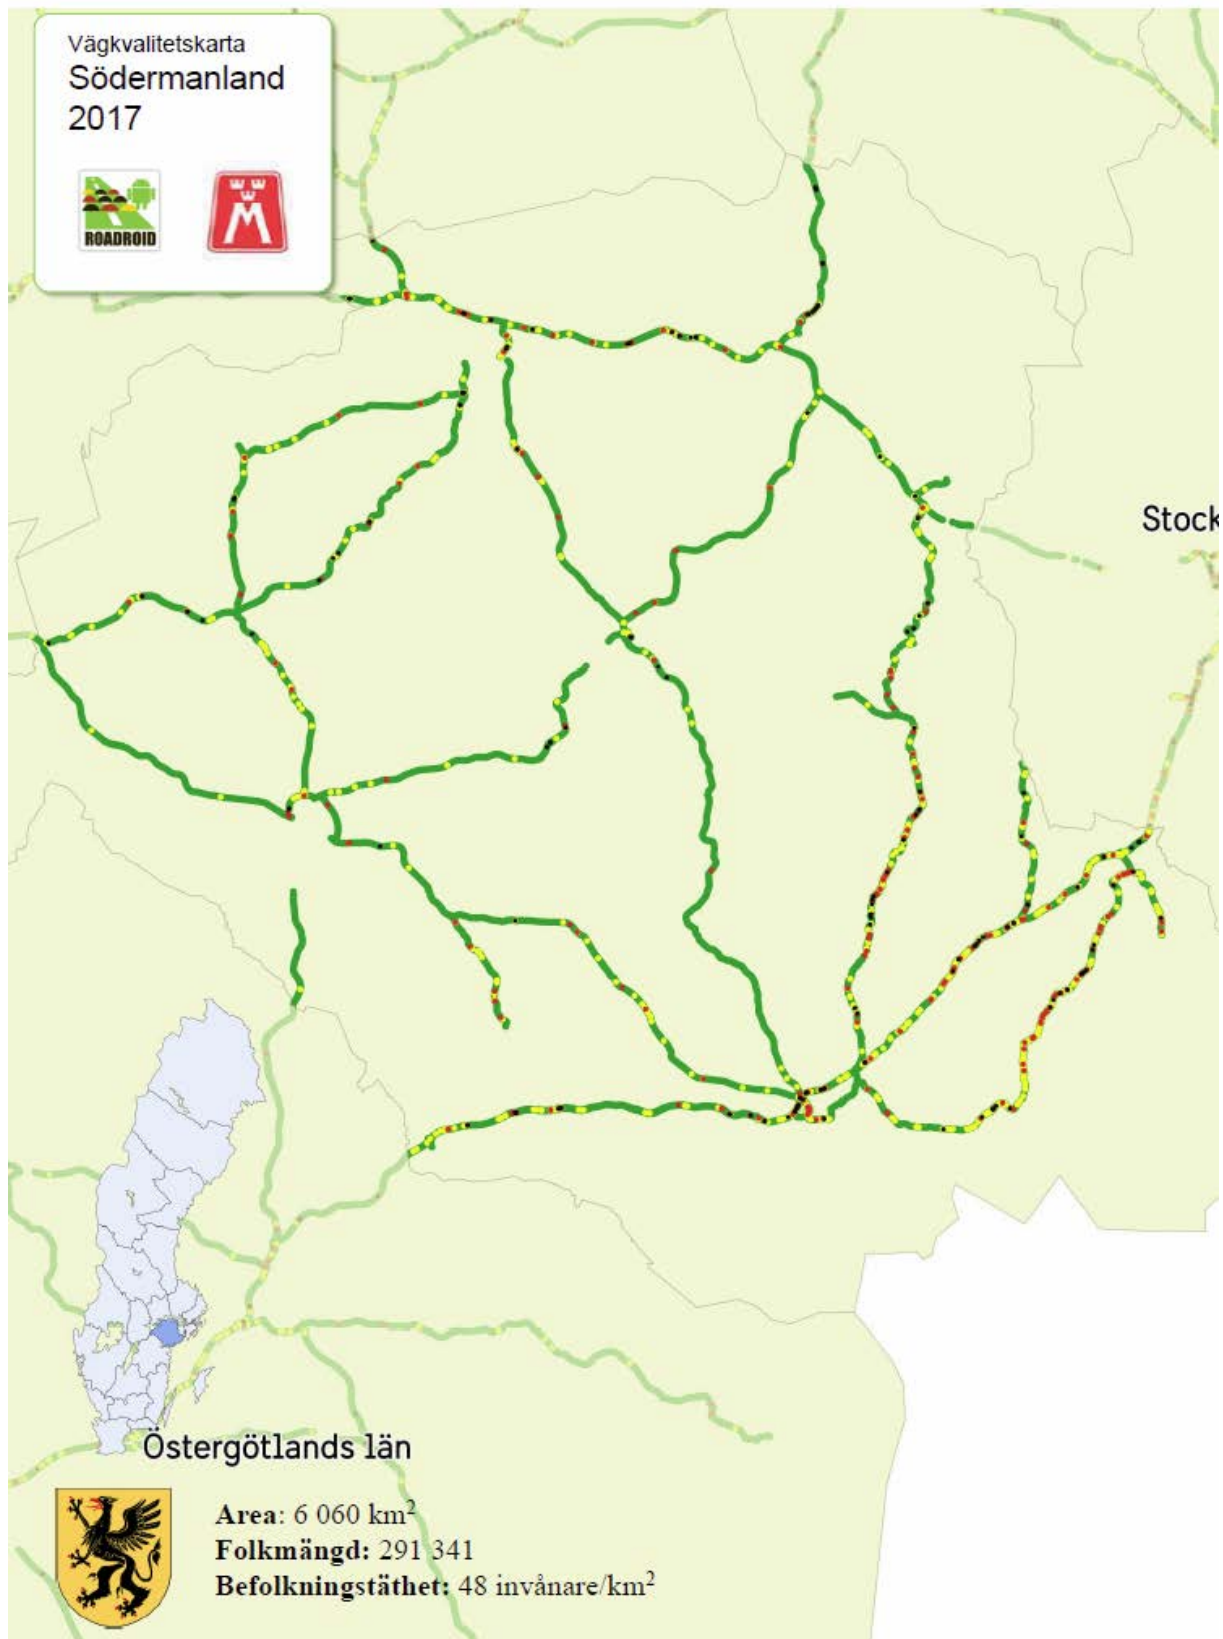 Vägkvalitetskarta
Södermanland
2017
ROADROID
M
Stock
Östergötlands län
Area: 6 060 km²
Folkmängd: 291 341
Befolkningstäthet: 48 invånare/km²